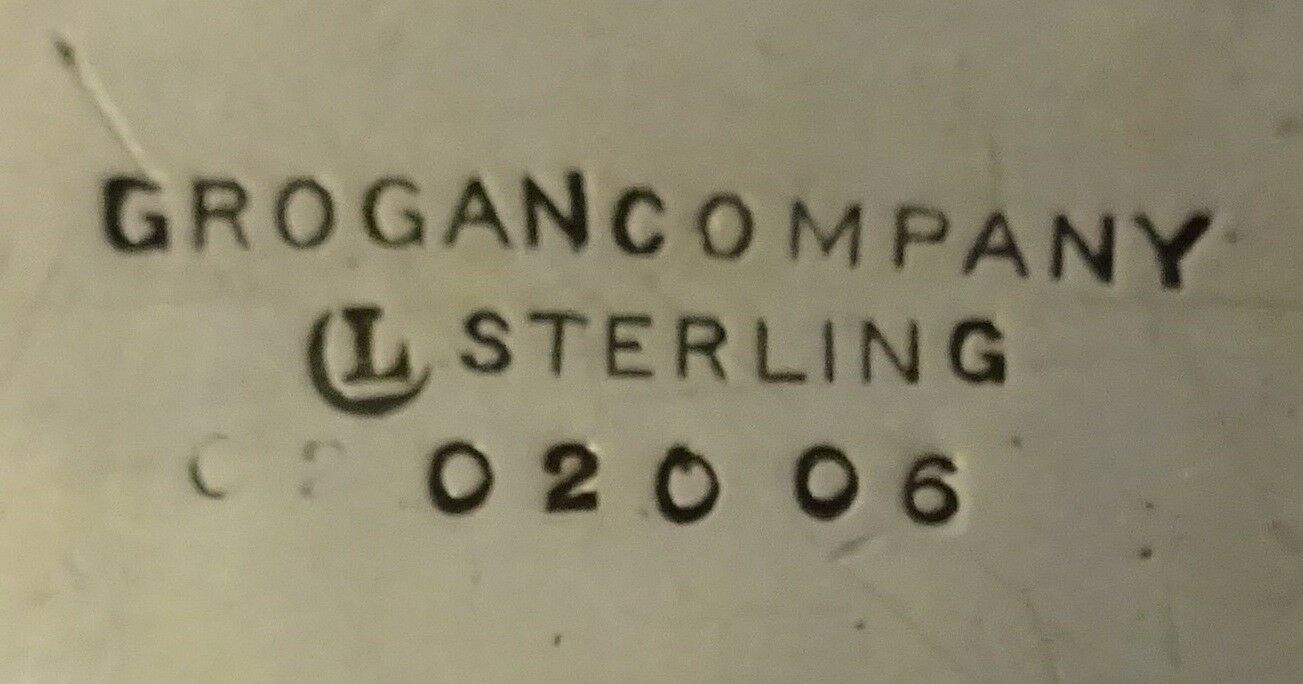 GROGANCOMPANY
L STERLING
02006